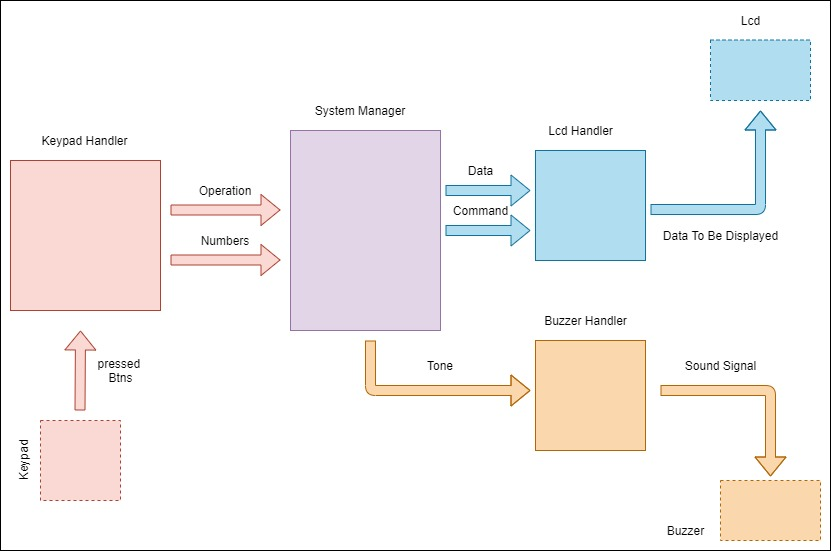 Lcd
System Manager
Lcd Handler
Keypad Handler
Data
Operation
Command
Numbers
Data To Be Displayed
Buzzer Handler
pressed
Btns
Tone
Sound Signal
Keypad
Buzzer